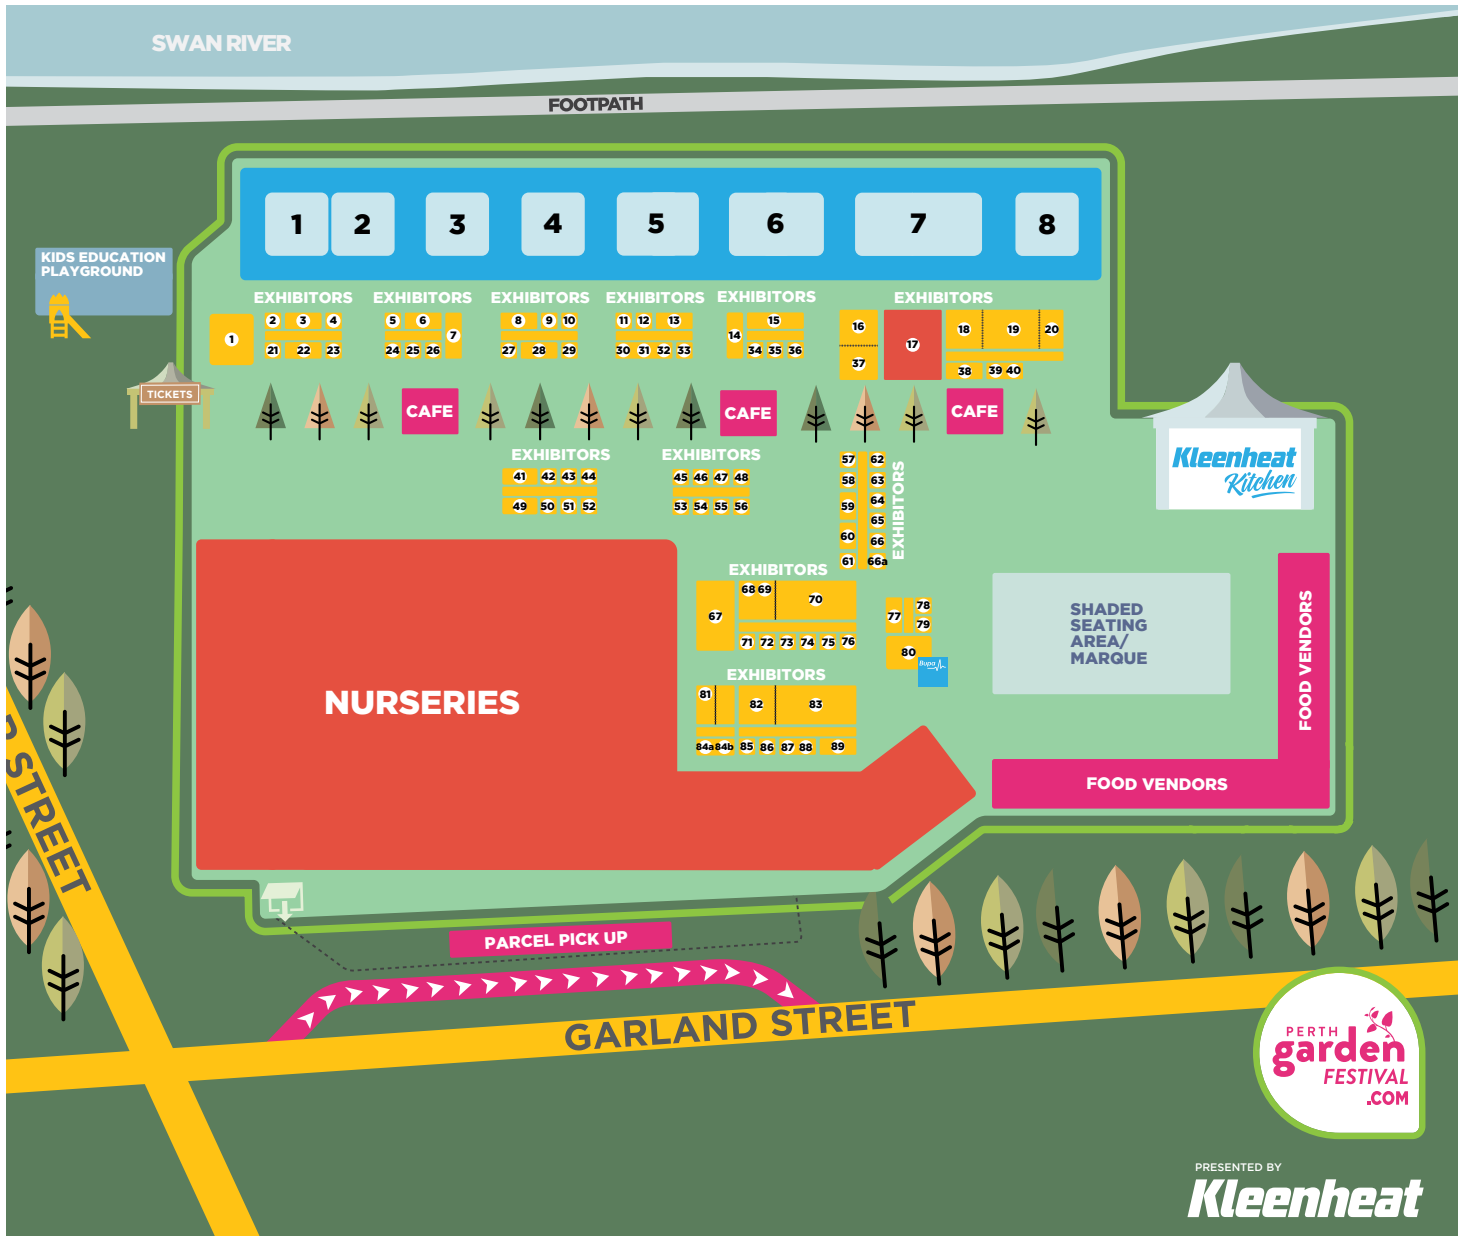 SWAN RIVER
FOOTPATH
1 2 3 4 5 6 7 8
KIDS EDUCATION
PLAYGROUND
EXHIBITORS EXHIBITORS EXHIBITORS EXHIBITORS EXHIBITORS EXHIBITORS
1
2 3 4
21 22 23
5 6 7
24 25 26
8 9 10
27 28 29
11 12 13
30 31 32 33
14 15
34 35 36
16
37
17
18 19 20
38 39 40
TICKETS
CAFE CAFE CAFE
EXHIBITORS
41 42 43 44
49 50 51 52
EXHIBITORS
45 46 47 48
53 54 55 56
EXHIBITORS
57 62
58 63
59 64
65
60 66
61 66a
Kleenheat
Kitchen
EXHIBITORS
67
68 69 70
71 72 73 74 75 76
77 78
79
80
Bupa
EXHIBITORS
81 82 83
84a 84b 85 86 87 88 89
SHADED
SEATING
AREA/
MARQUE
FOOD VENDORS
FOOD VENDORS
NURSERIES
STREET
PARCEL PICK UP
GARLAND STREET
PERTH
garden
FESTIVAL
.COM
PRESENTED BY
Kleenheat